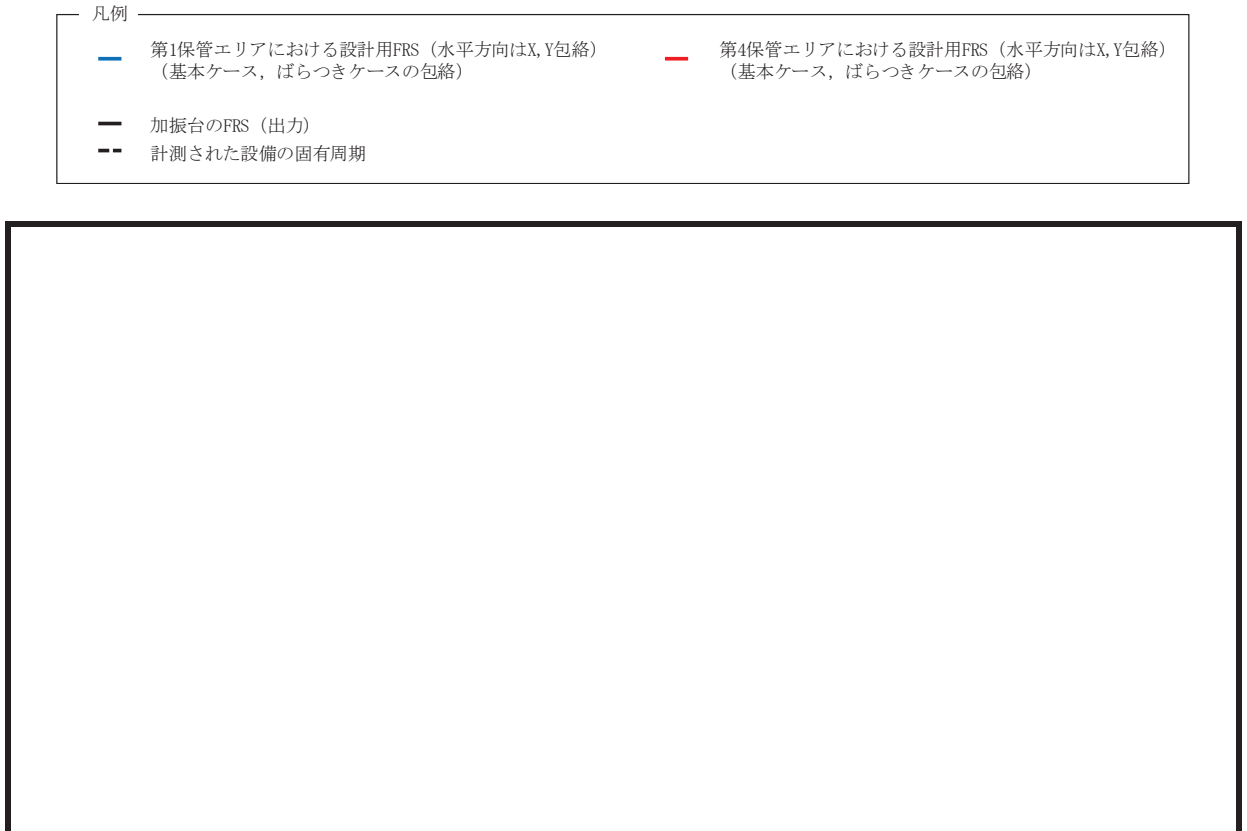 凡例
第1保管エリアにおける設計用FRS（水平方向はX,Y包絡）
（基本ケース，ばらつきケースの包絡）
第4保管エリアにおける設計用FRS（水平方向はX,Y包絡）
（基本ケース，ばらつきケースの包絡）
加振台のFRS（出力）
計測された設備の固有周期